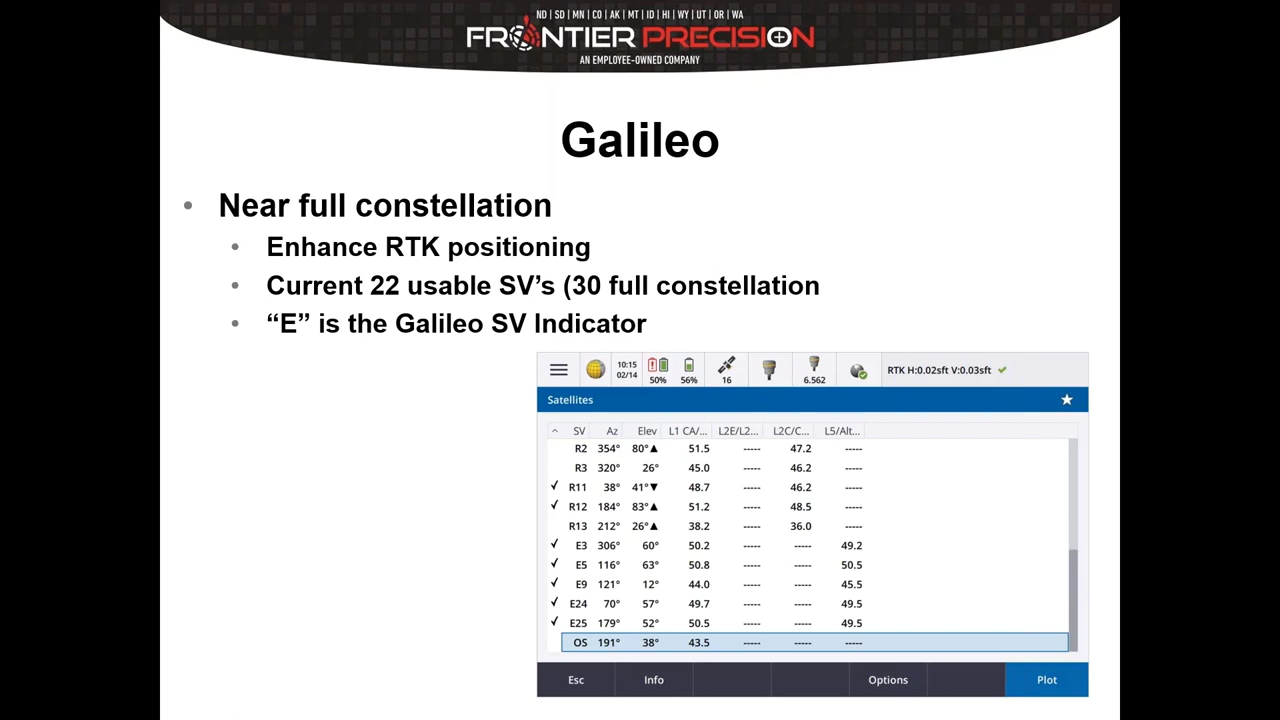 ND | SD | MN | CO | AK | MT | ID | HI | WY | UT | OR | WA
FRONTIER PRECISION
AN EMPLOYEE-OWNED COMPANY
Galileo
• Near full constellation
• Enhance RTK positioning
• Current 22 usable SV’s (30 full constellation
• “E” is the Galileo SV Indicator
10:15
02/14
50%
56%
16
6.562
RTK H:0.02sft V:0.03sft ✓
Satellites
SV Az Elev L1 CA/... L2E/L2... L2C/C... L5/Alt...
R2 354° 80°▲ 51.5 ----- 47.2 -----
R3 320° 26° 45.0 ----- 46.2 -----
✓ R11 38° 41°▼ 48.7 ----- 46.2 -----
✓ R12 184° 83°▲ 51.2 ----- 48.5 -----
R13 212° 26°▲ 38.2 ----- 36.0 -----
✓ E3 306° 60° 50.2 ----- ----- 49.2
✓ E5 116° 63° 50.8 ----- ----- 50.5
✓ E9 121° 12° 44.0 ----- ----- 45.5
✓ E24 70° 57° 49.7 ----- ----- 49.5
✓ E25 179° 52° 50.5 ----- ----- 49.5
OS 191° 38° 43.5 ----- ----- -----
Esc Info Options Plot